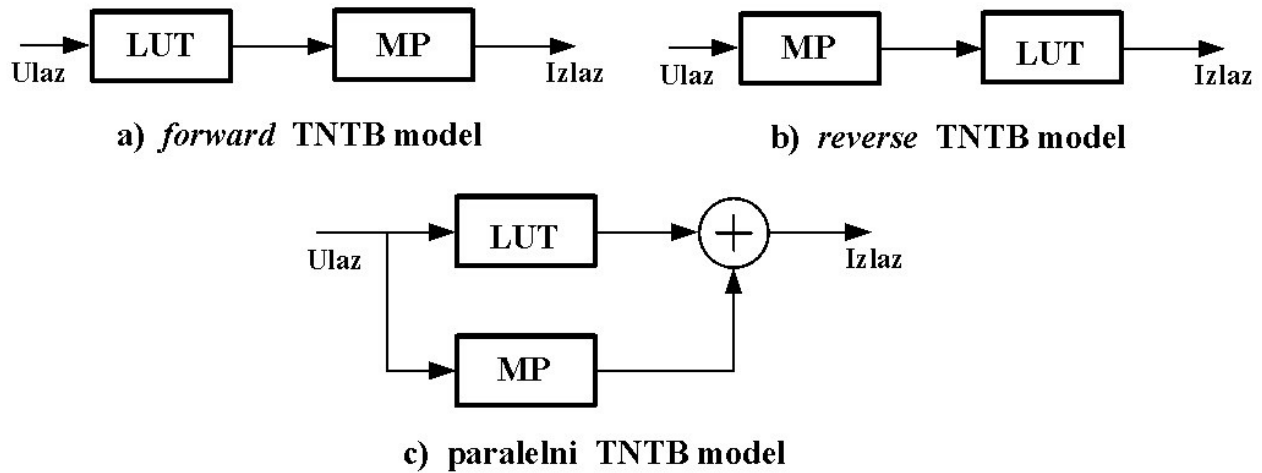 LUT
MP
Ulaz
Izlaz
a) forward TNTB model
MP
LUT
Ulaz
Izlaz
b) reverse TNTB model
LUT
Ulaz
Izlaz
MP
c) paralelni TNTB model